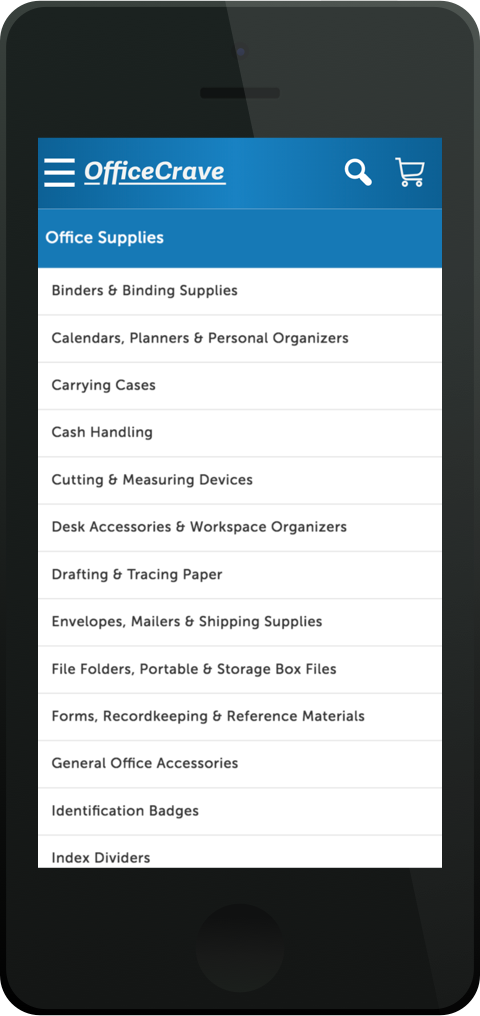 OfficeCrave
Office Supplies
Binders & Binding Supplies
Calendars, Planners & Personal Organizers
Carrying Cases
Cash Handling
Cutting & Measuring Devices
Desk Accessories & Workspace Organizers
Drafting & Tracing Paper
Envelopes, Mailers & Shipping Supplies
File Folders, Portable & Storage Box Files
Forms, Recordkeeping & Reference Materials
General Office Accessories
Identification Badges
Index Dividers